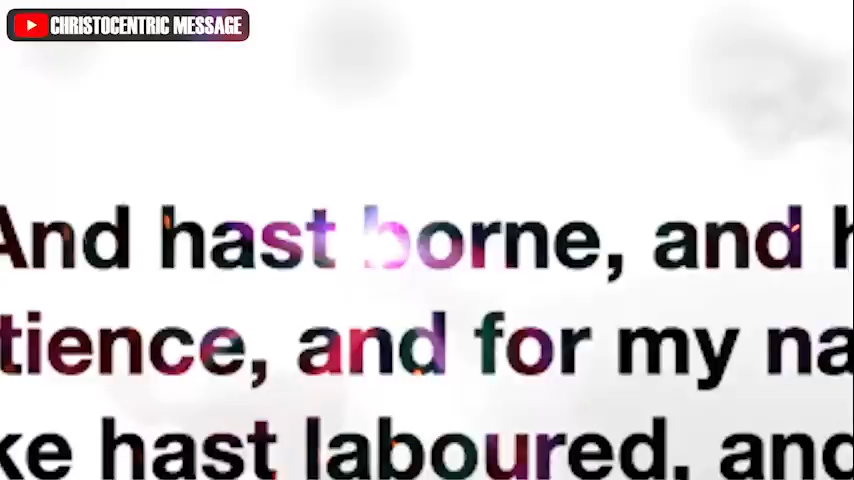 CHRISTOCENTRIC MESSAGE
And hast borne, and h
tience, and for my na
ke hast laboured, and